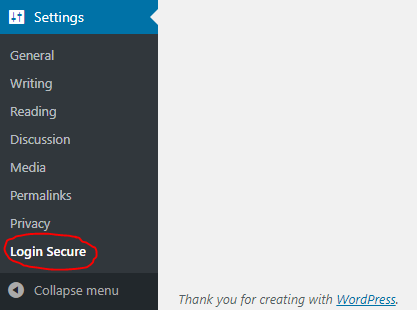 Settings
General
Writing
Reading
Discussion
Media
Permalinks
Privacy
Login Secure
Collapse menu
Thank you for creating with WordPress.